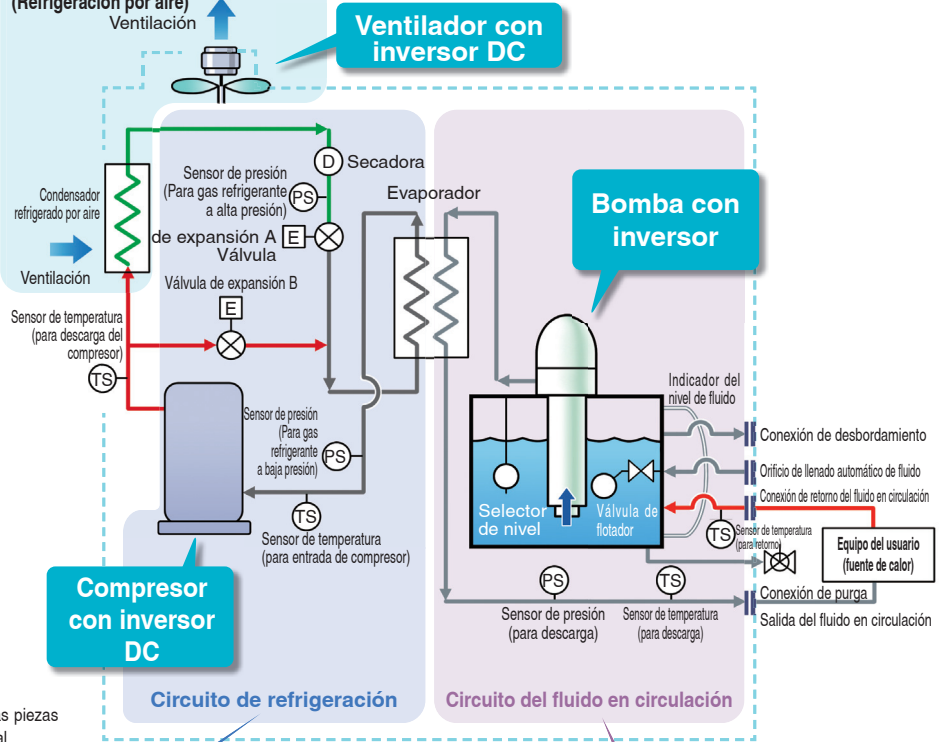 (Refrigeración por aire)
Ventilación
Ventilador con
inversor DC
D
Secadora
Sensor de presión
(Para gas refrigerante
a alta presión)
PS
Evaporador
Condensador
refrigerado por aire
Bomba con
inversor
de expansión A
E
Válvula
Ventilación
Válvula de expansión B
E
Sensor de temperatura
(para descarga del
compresor)
TS
Indicador del
nivel de fluido
Sensor de presión
(Para gas
refrigerante
a baja presión)
PS
Conexión de desbordamiento
Orificio de llenado automático de fluido
Conexión de retorno del fluido en circulación
Selector
de nivel
Válvula de
flotador
TS
Sensor de temperatura
(para retorno)
Equipo del usuario
(fuente de calor)
TS
Sensor de temperatura
(para entrada de compresor)
Compresor
con inversor
DC
PS
Sensor de presión
(para descarga)
TS
Sensor de temperatura
(para descarga)
Conexión de purga
Salida del fluido en circulación
Circuito de refrigeración
Circuito del fluido en circulación
piezas